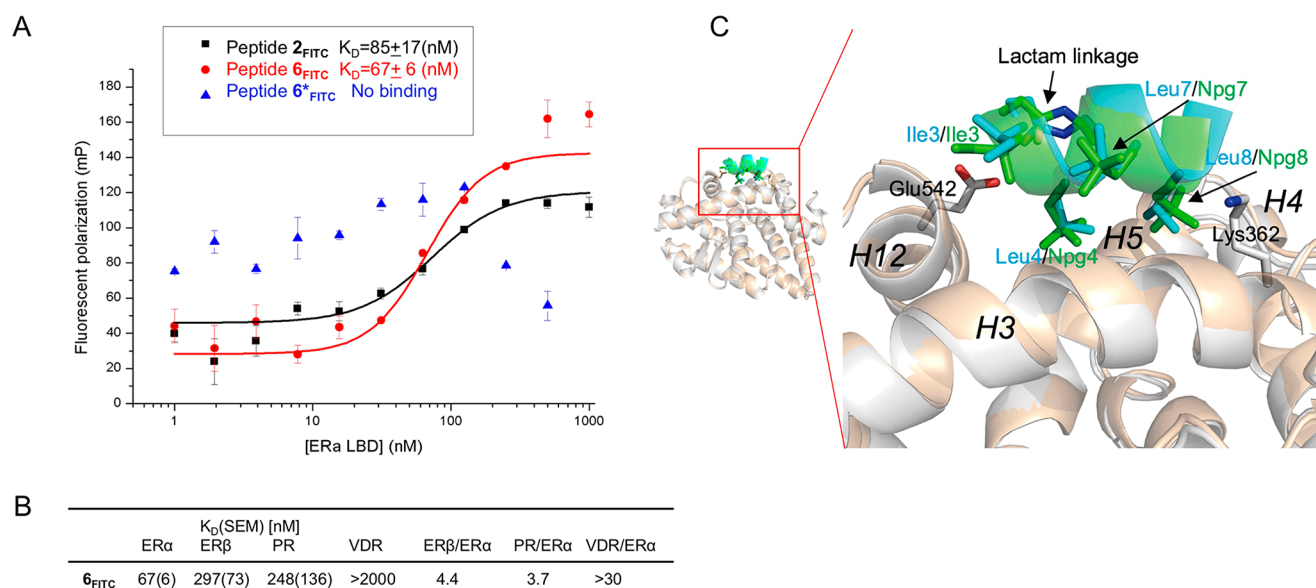 A
Peptide 2FITC KD=85±17(nM)
Peptide 6FITC KD=67± 6 (nM)
Peptide 6*FITC No binding
Fluorescent polarization (mP)
180
160
140
120
100
80
60
40
20
0
1 10 100 1000
[ERa LBD] (nM)
C
Lactam linkage
Leu7/Npg7
Ile3/Ile3
Leu8/Npg8
Glu542
H4
H5
Lys362
H12
Leu4/Npg4
H3
B
KD(SEM) [nM]
ERα ERβ PR VDR ERβ/ERα PR/ERα VDR/ERα
6FITC 67(6) 297(73) 248(136) >2000 4.4 3.7 >30